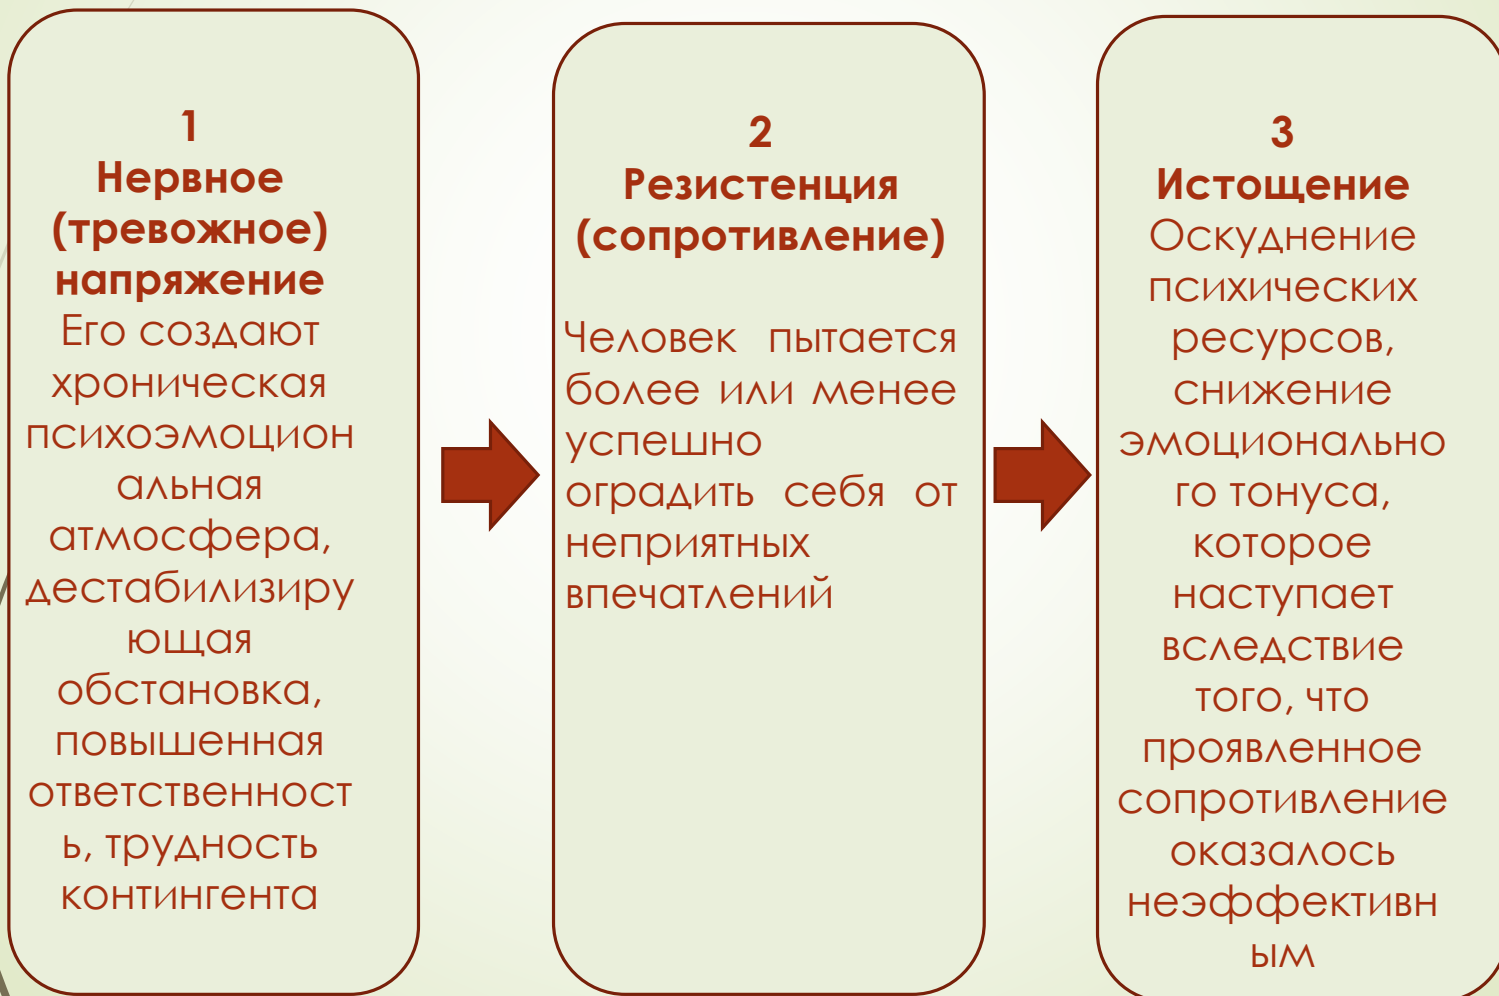 1
Нервное
(тревожное)
напряжение
Его создают
хроническая
психоэмоцион
альная
атмосфера,
дестабилизиру
ющая
обстановка,
повышенная
ответственност
ь, трудность
контингента
2
Резистенция
(сопротивление)
Человек пытается
более или менее
успешно
оградить себя от
неприятных
впечатлений
3
Истощение
Оскуднение
психических
ресурсов,
снижение
эмоционально
го тонуса,
которое
наступает
вследствие
того, что
проявленное
сопротивление
оказалось
неэффективн
ым